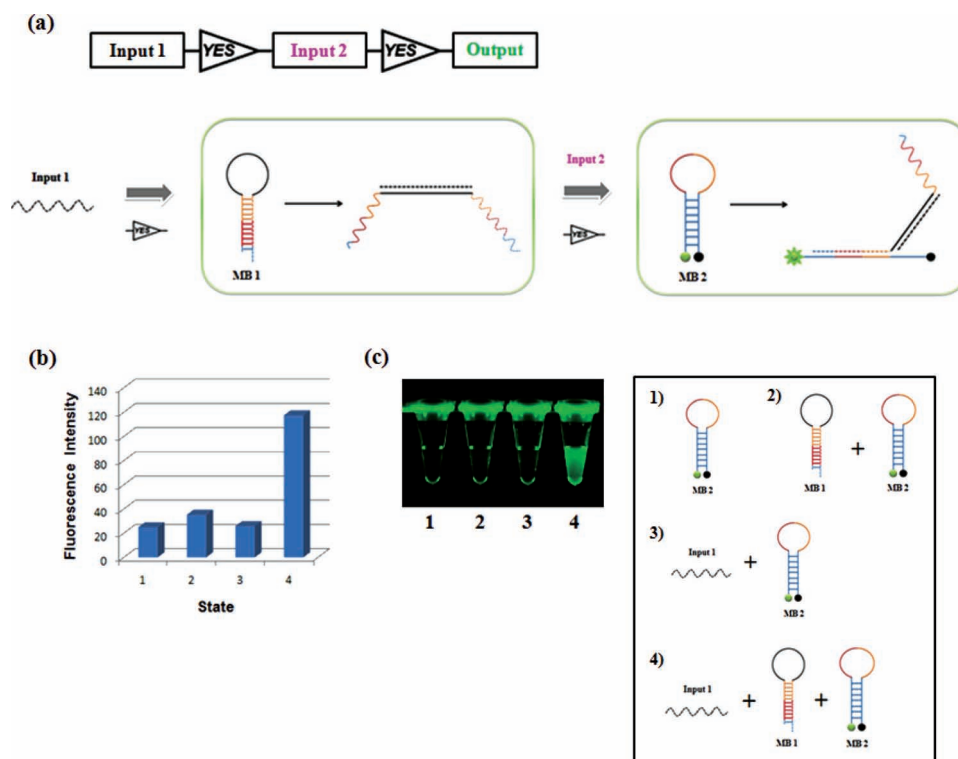 (a)
Input 1 YES Input 2 YES Output
Input 1
YES
MB 1
Input 2
YES
MB 2
(b)
Fluorescence Intensity
140
120
100
80
60
40
20
0
1 2 3 4
State
(c)
1 2 3 4
1)
MB 2
2)
MB 1
+
MB 2
3)
Input 1
+
MB 2
4)
Input 1
+
MB 1
+
MB 2